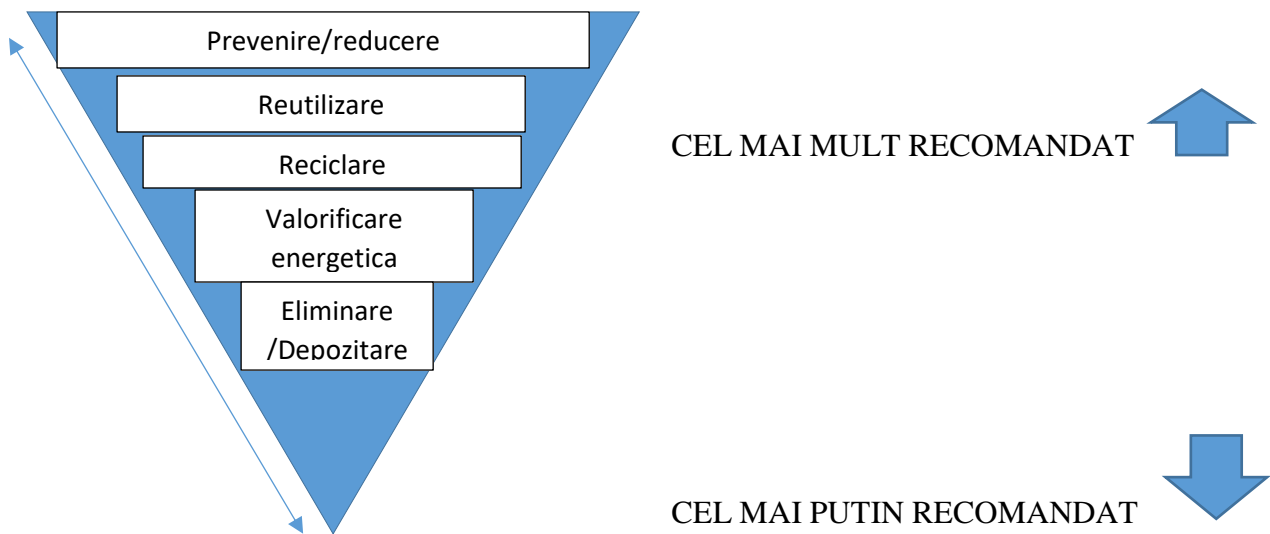 Prevenire/reducere
Reutilizare
CEL MAI MULT RECOMANDAT
Reciclare
Valorificare
energetica
Eliminare
/Depozitare
CEL MAI PUTIN RECOMANDAT